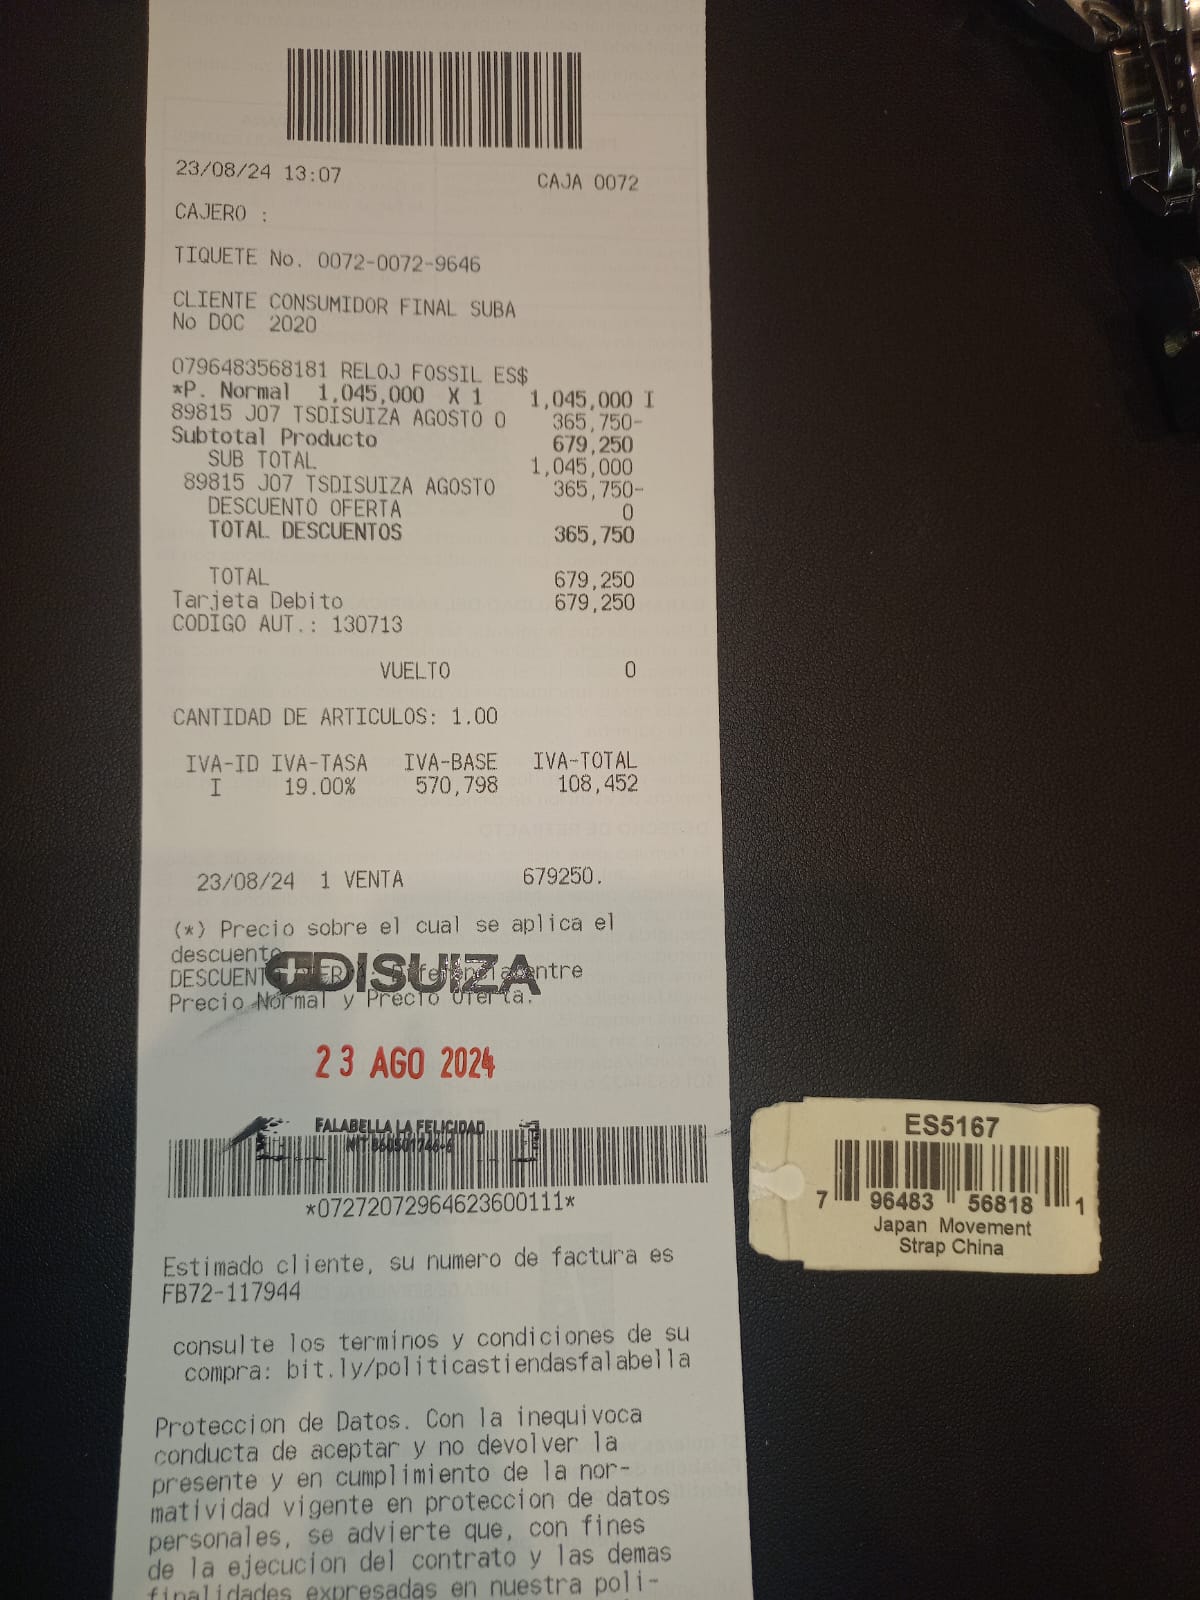 23/08/24 13:07 CAJA 0072
CAJERO :
TIQUETE No. 0072-0072-9646
CLIENTE CONSUMIDOR FINAL SUBA
No DOC 2020
0796483568181 RELOJ FOSSIL ES$
*P. Normal 1,045,000 X 1 1,045,000 I
89815 J07 TSDISUIZA AGOSTO 0 365,750-
Subtotal Producto 679,250
SUB TOTAL 1,045,000
89815 J07 TSDISUIZA AGOSTO 365,750-
DESCUENTO OFERTA 0
TOTAL DESCUENTOS 365,750
TOTAL 679,250
Tarjeta Debito 679,250
CODIGO AUT.: 130713
VUELTO 0
CANTIDAD DE ARTICULOS: 1.00
IVA-ID IVA-TASA IVA-BASE IVA-TOTAL
I 19.00% 570,798 108,452
23/08/24 1 VENTA 679250.
(*) Precio sobre el cual se aplica el
descuento
DISUIZA
Precio Normal y Precio Oferta.
23 AGO 2024
FALABELLA LA FELICIDAD
*07272072964623600111*
Estimado cliente, su numero de factura es
FB72-117944
consulte los terminos y condiciones de su
compra: bit.ly/politicastiendasfalabella
Proteccion de Datos. Con la inequivoca
conducta de aceptar y no devolver la
presente y en cumplimiento de la nor-
matividad vigente en proteccion de datos
personales, se advierte que, con fines
de la ejecucion del contrato y las demas
finalidades expresadas en nuestra poli-
ES5167
7 96483 56818 1
Japan Movement
Strap China